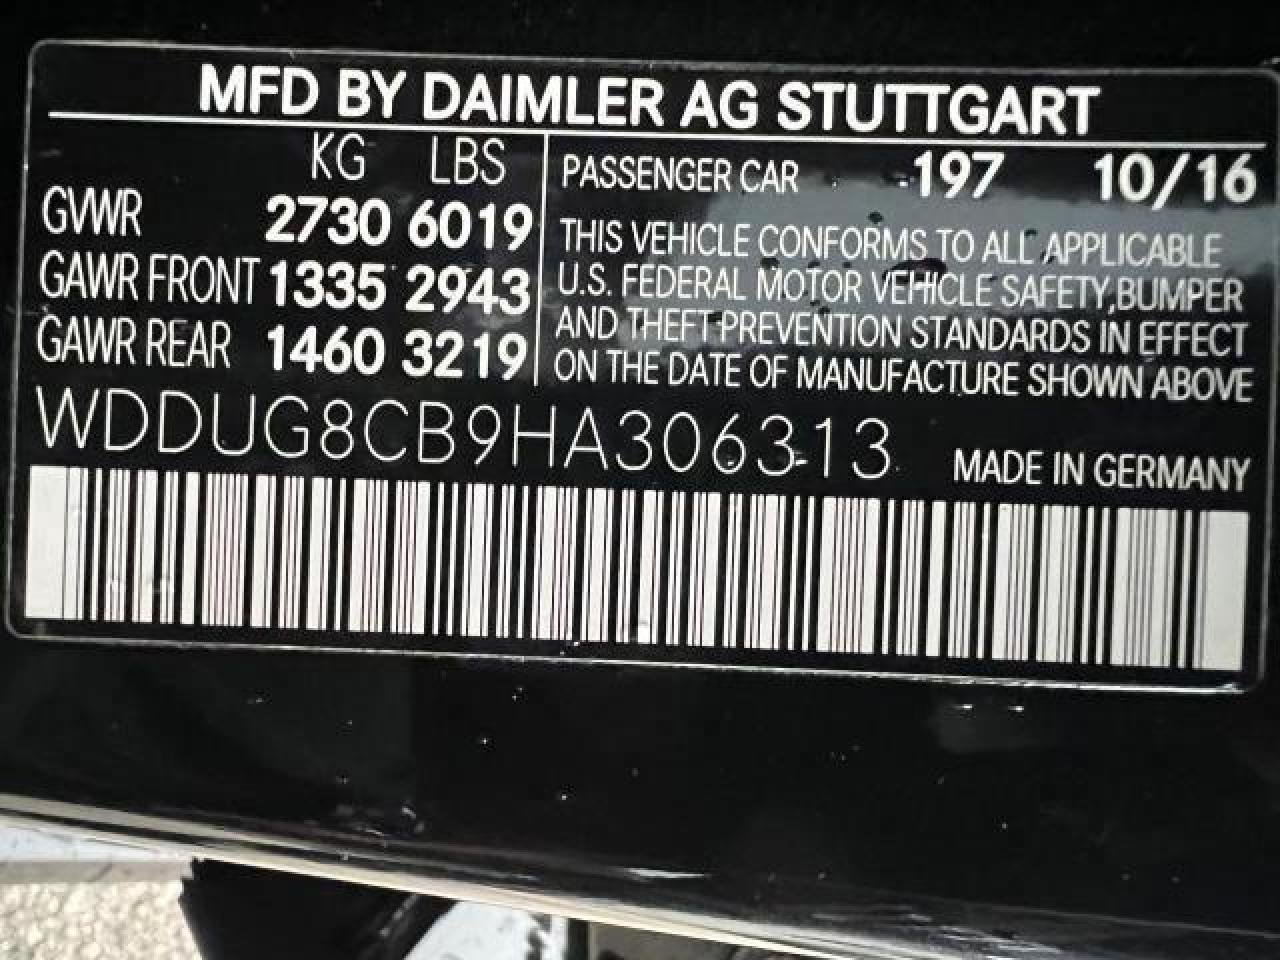 MFD BY DAIMLER AG STUTTGART
KG LBS
GVWR 2730 6019
GAWR FRONT 1335 2943
GAWR REAR 1460 3219
PASSENGER CAR 197 10/16
THIS VEHICLE CONFORMS TO ALL APPLICABLE
U.S. FEDERAL MOTOR VEHICLE SAFETY,BUMPER
AND THEFT PREVENTION STANDARDS IN EFFECT
ON THE DATE OF MANUFACTURE SHOWN ABOVE
WDDUG8CB9HA306313
MADE IN GERMANY